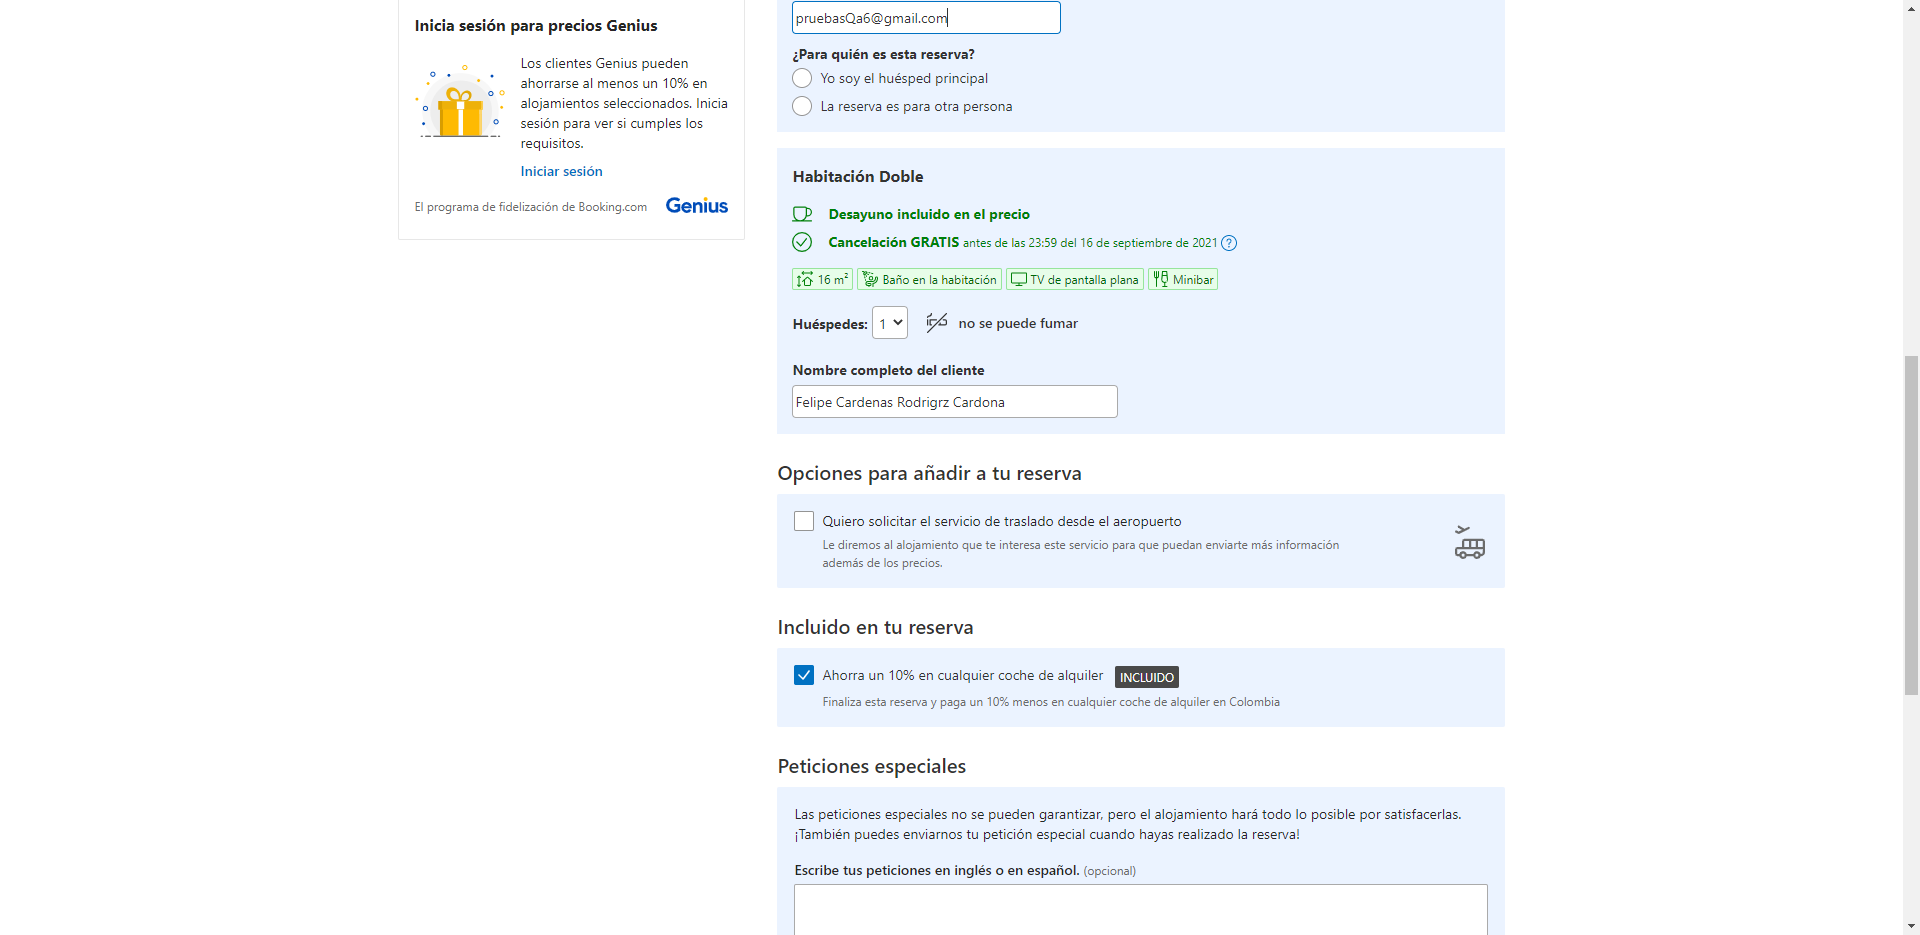 Inicia sesión para precios Genius
Los clientes Genius pueden
ahorrarse al menos un 10% en
alojamientos seleccionados. Inicia
sesión para ver si cumples los
requisitos.
Iniciar sesión
El programa de fidelización de Booking.com
Genius
pruebasQa6@gmail.com
¿Para quién es esta reserva?
Yo soy el huésped principal
La reserva es para otra persona
Habitación Doble
Desayuno incluido en el precio
Cancelación GRATIS antes de las 23:59 del 16 de septiembre de 2021 ?
16 m² Baño en la habitación TV de pantalla plana Minibar
Huéspedes: 1 no se puede fumar
Nombre completo del cliente
Felipe Cardenas Rodrigrz Cardona
Opciones para añadir a tu reserva
Quiero solicitar el servicio de traslado desde el aeropuerto
Le diremos al alojamiento que te interesa este servicio para que puedan enviarte más información
además de los precios.
Incluido en tu reserva
Ahorra un 10% en cualquier coche de alquiler INCLUIDO
Finaliza esta reserva y paga un 10% menos en cualquier coche de alquiler en Colombia
Peticiones especiales
Las peticiones especiales no se pueden garantizar, pero el alojamiento hará todo lo posible por satisfacerlas.
¡También puedes enviarnos tu petición especial cuando hayas realizado la reserva!
Escribe tus peticiones en inglés o en español. (opcional)